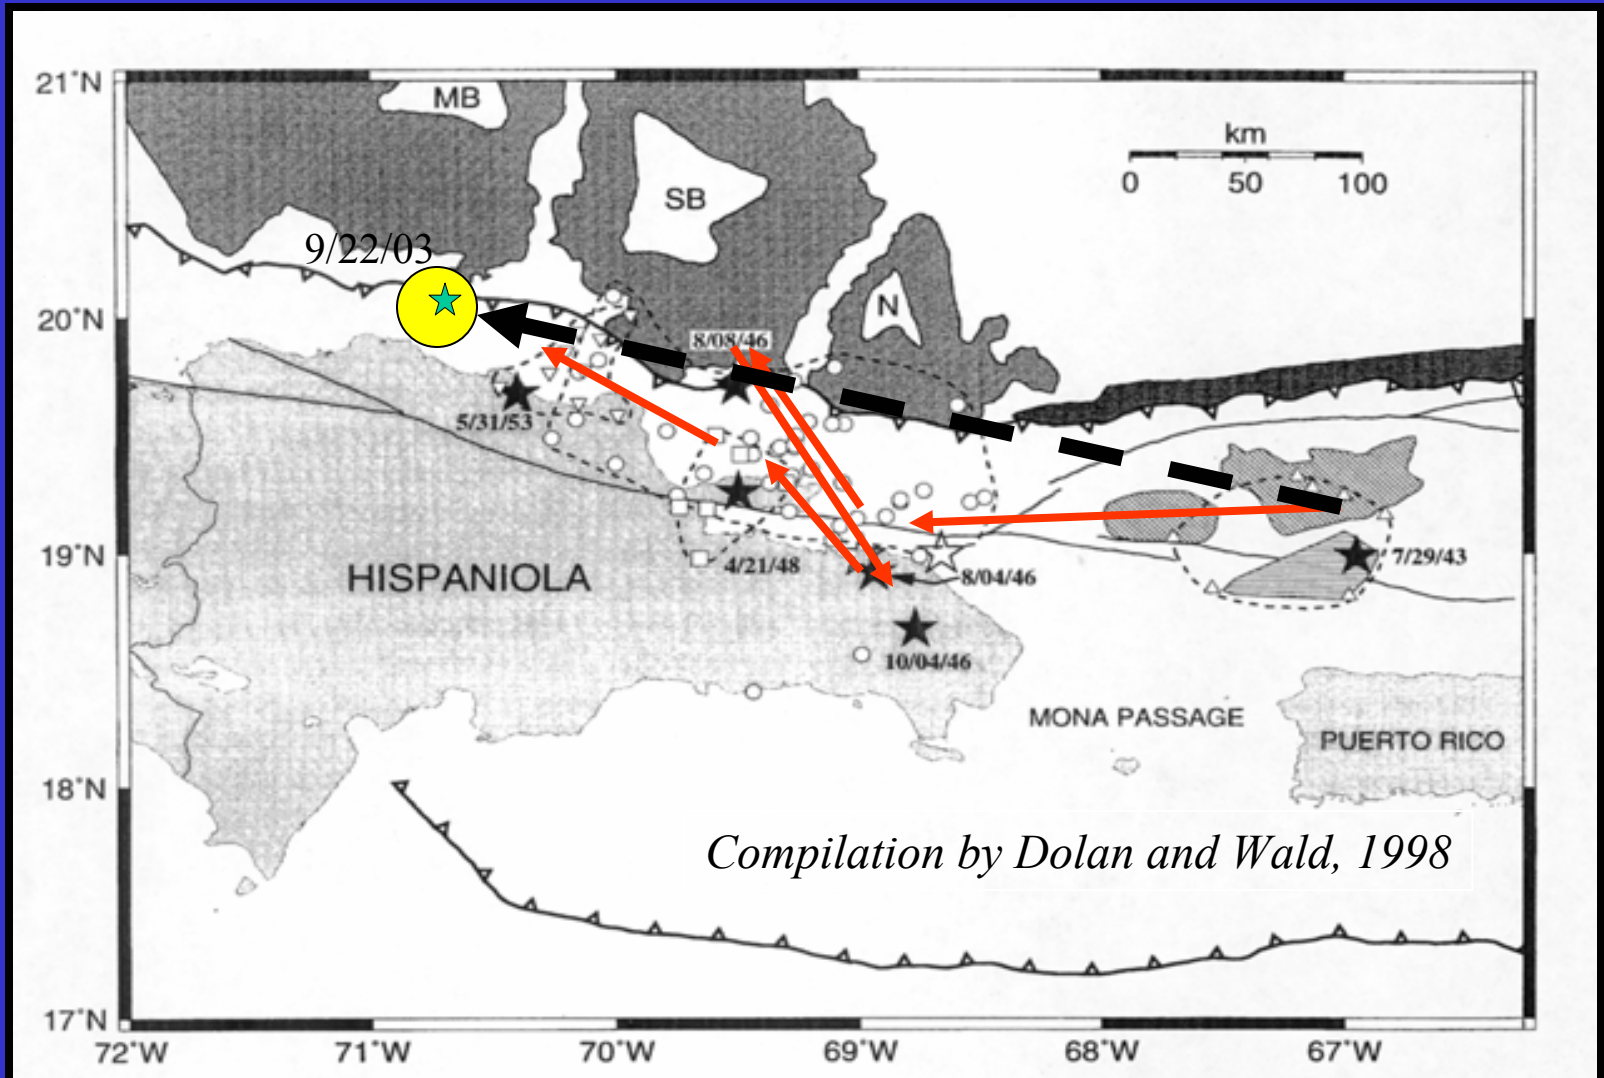 21°N
MB
km
0 50 100
SB
9/22/03
N
20°N
8/08/46
5/31/53
19°N
4/21/48
7/29/43
8/04/46
HISPANIOLA
10/04/46
MONA PASSAGE
PUERTO RICO
18°N
Compilation by Dolan and Wald, 1998
17°N
72°W 71°W 70°W 69°W 68°W 67°W